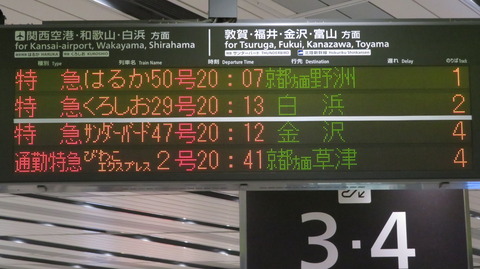 関西空港・和歌山・白浜 方面
for Kansai-airport, Wakayama, Shirahama
敦賀・福井・金沢・富山 方面
for Tsuruga, Fukui, Kanazawa, Toyama
種別 Type 列車名 Train Name 時刻 Departure Time 行先 Destination 遅れ Delay のりば Track
特急 はるか50号 20:07 京都方面野洲 1
特急 くろしお29号 20:13 白浜 2
特急 サンダーバード47号 20:12 金沢 4
通勤特急 びわこエクスプレス2号 20:41 京都方面草津 4
3・4